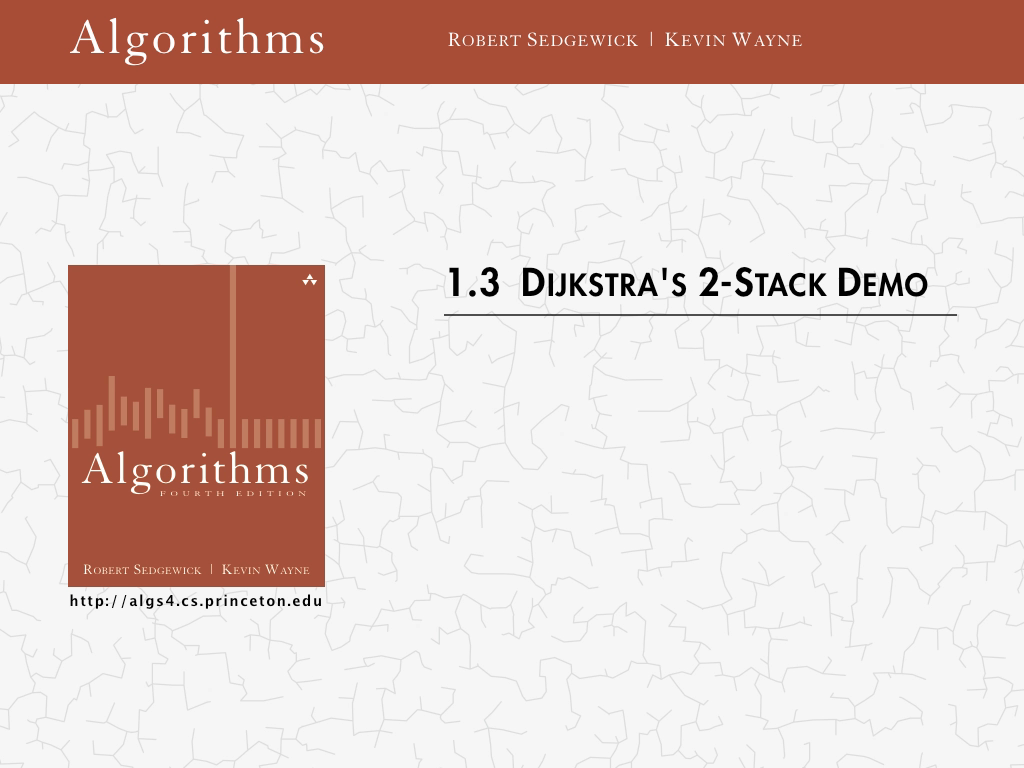 Algorithms
ROBERT SEDGEWICK | KEVIN WAYNE
1.3 DIJKSTRA'S 2-STACK DEMO
Algorithms
FOURTH EDITION
ROBERT SEDGEWICK | KEVIN WAYNE
http://algs4.cs.princeton.edu